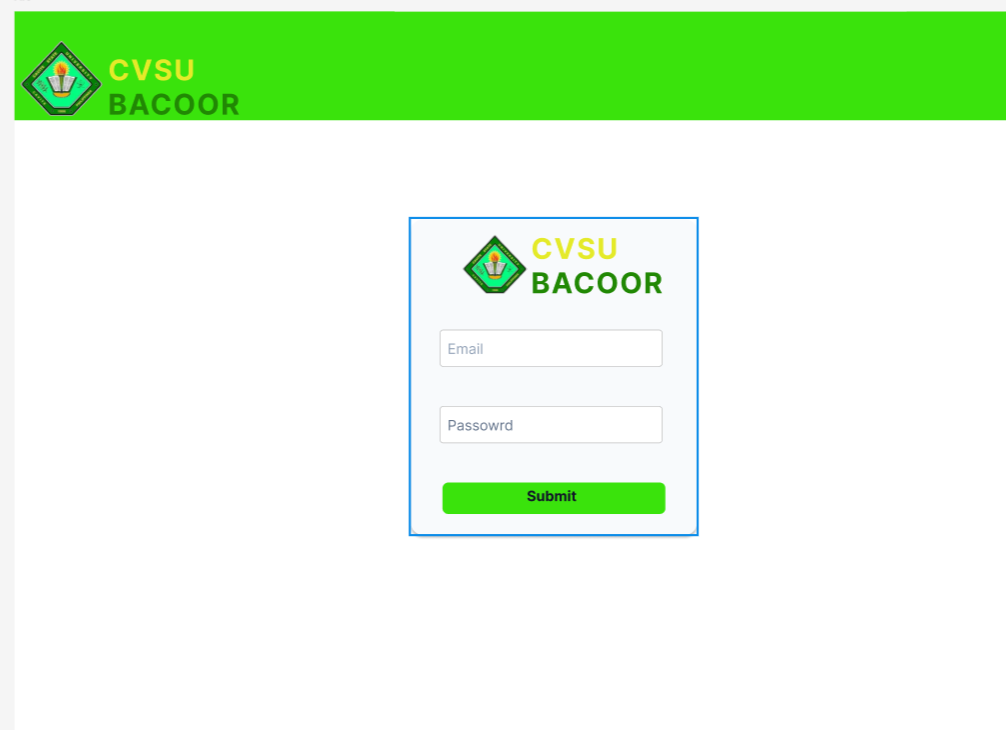 CVSU
BACOOR
CVSU
BACOOR
Email
Passowrd
Submit